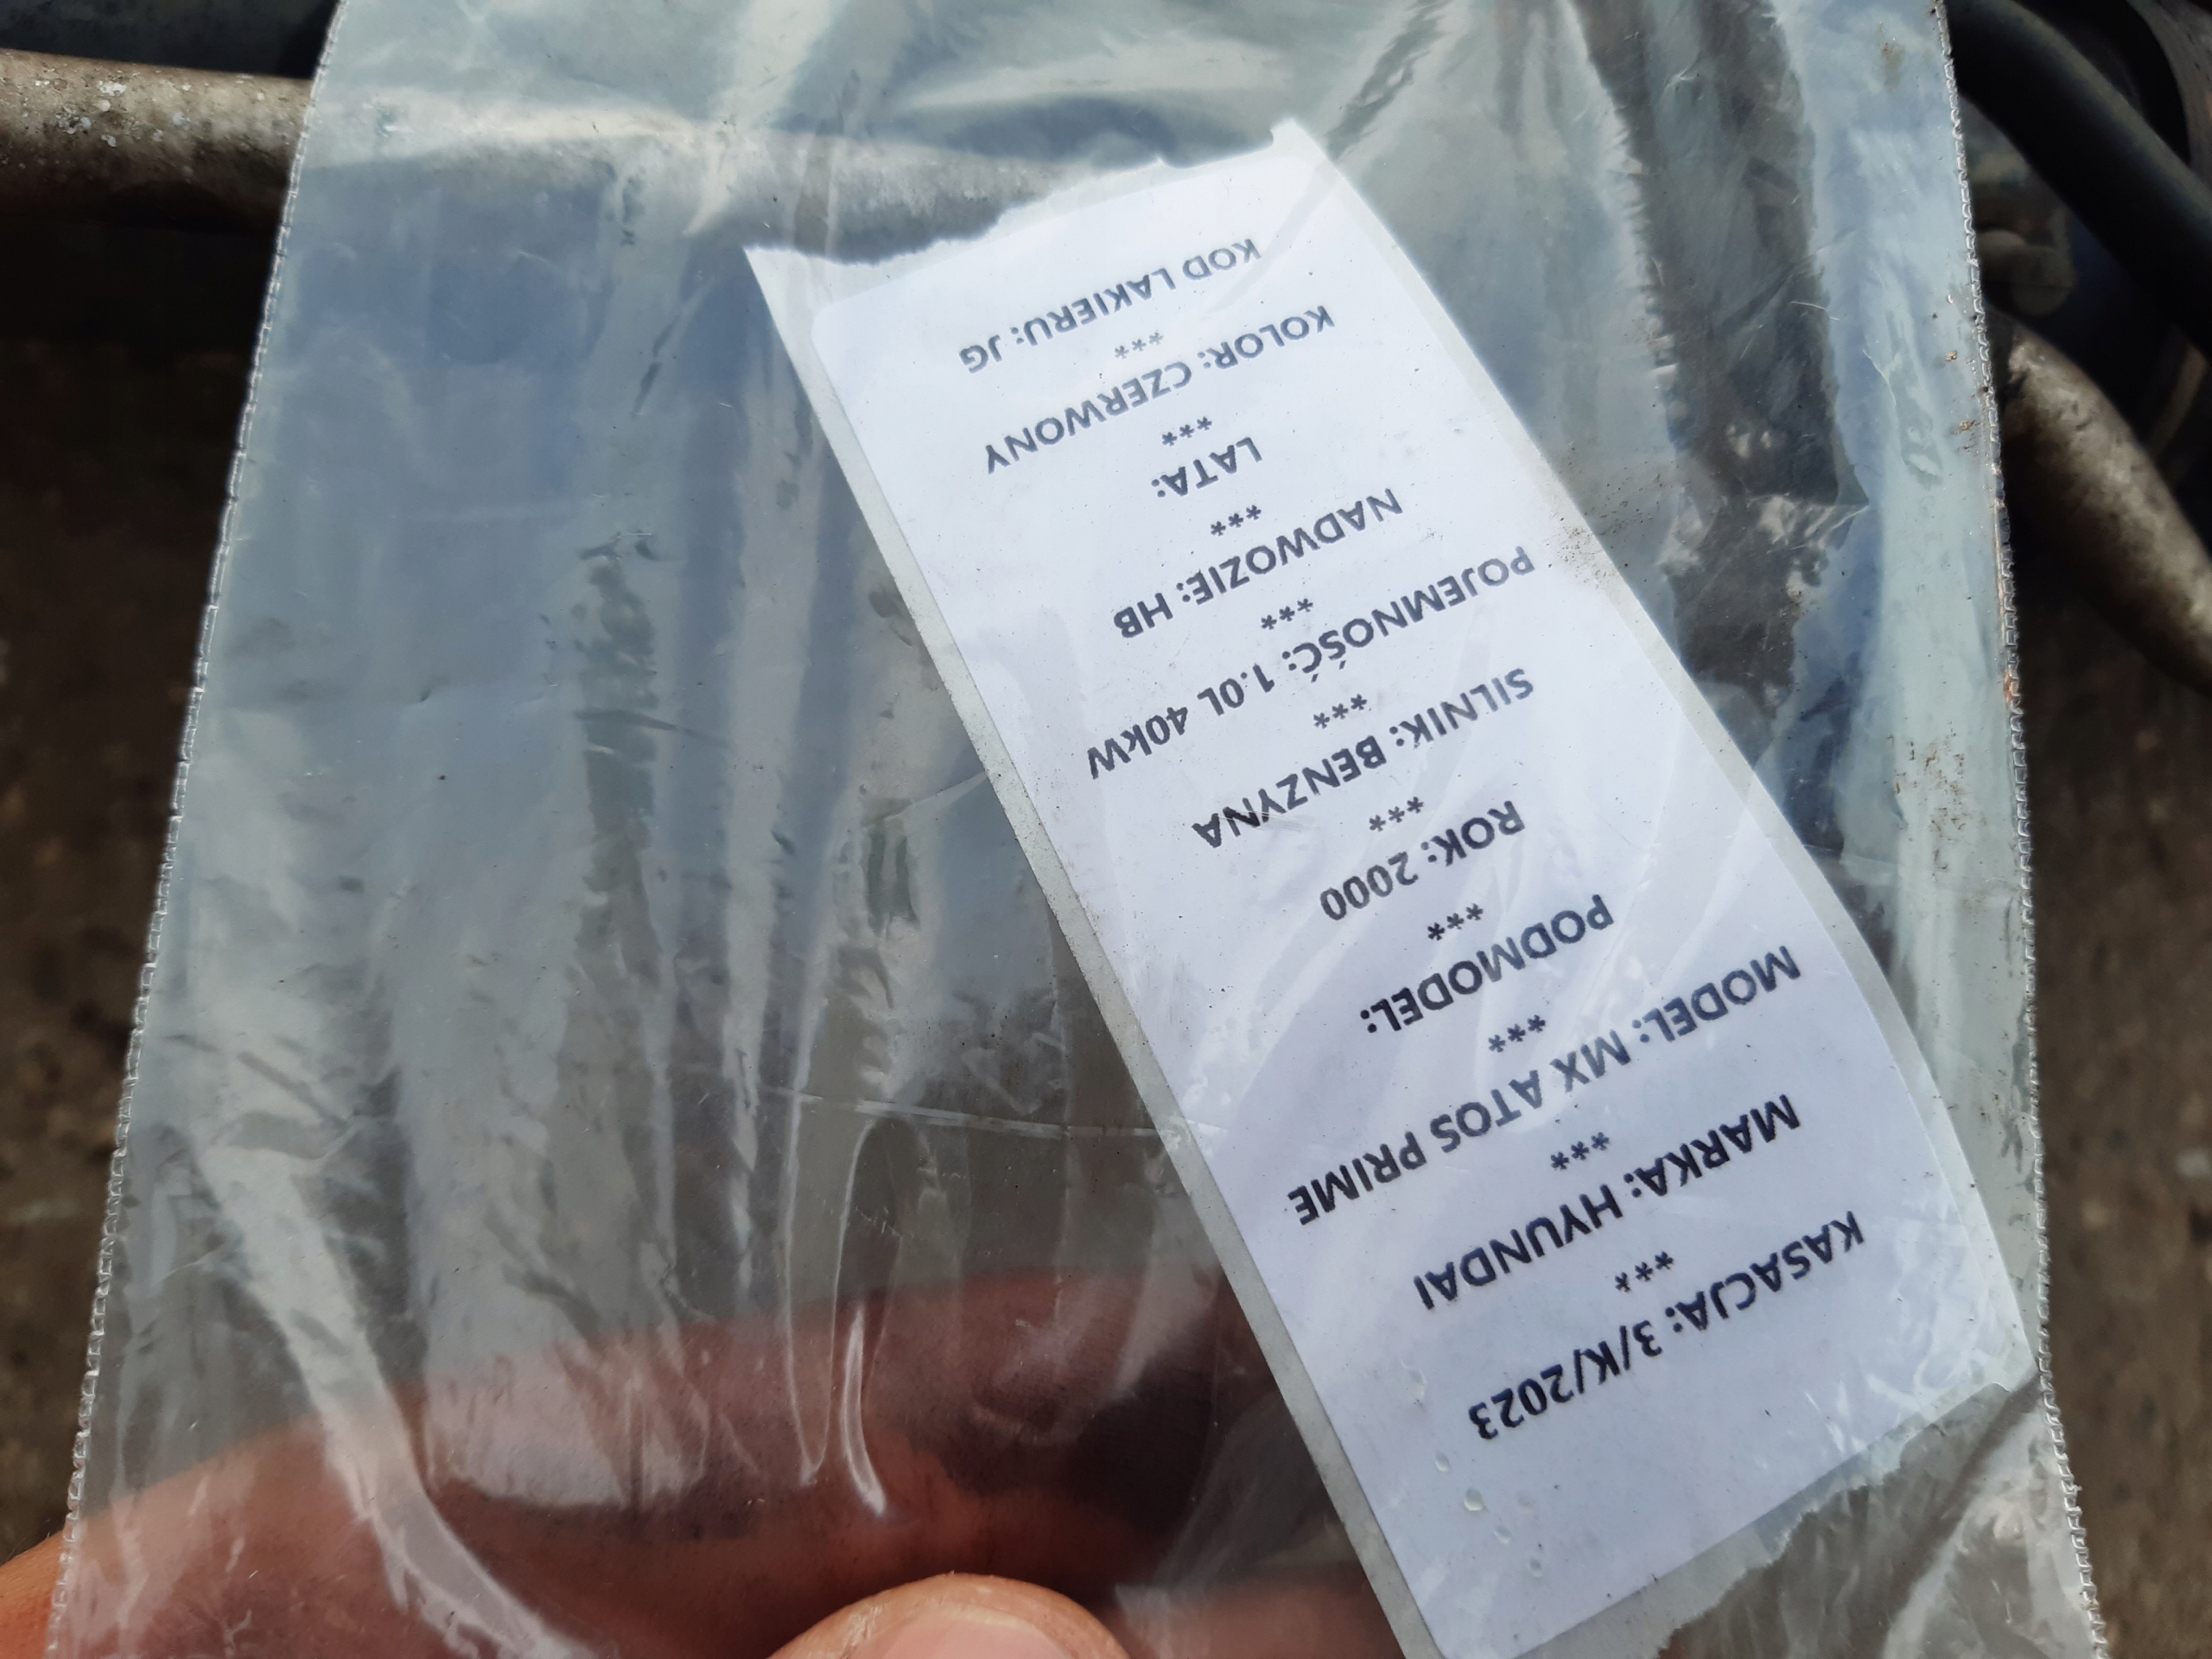 KASACJA: 3/K/2023
***
MARKA: HYUNDAI
***
MODEL: MX ATOS PRIME
***
PODMODEL:
***
ROK: 2000
***
SILNIK: BENZYNA
***
POJEMNOŚĆ: 1.0L 40kW
***
NADWOZIE: HB
***
LATA:
***
KOLOR: CZERWONY
***
KOD LAKIERU: JG